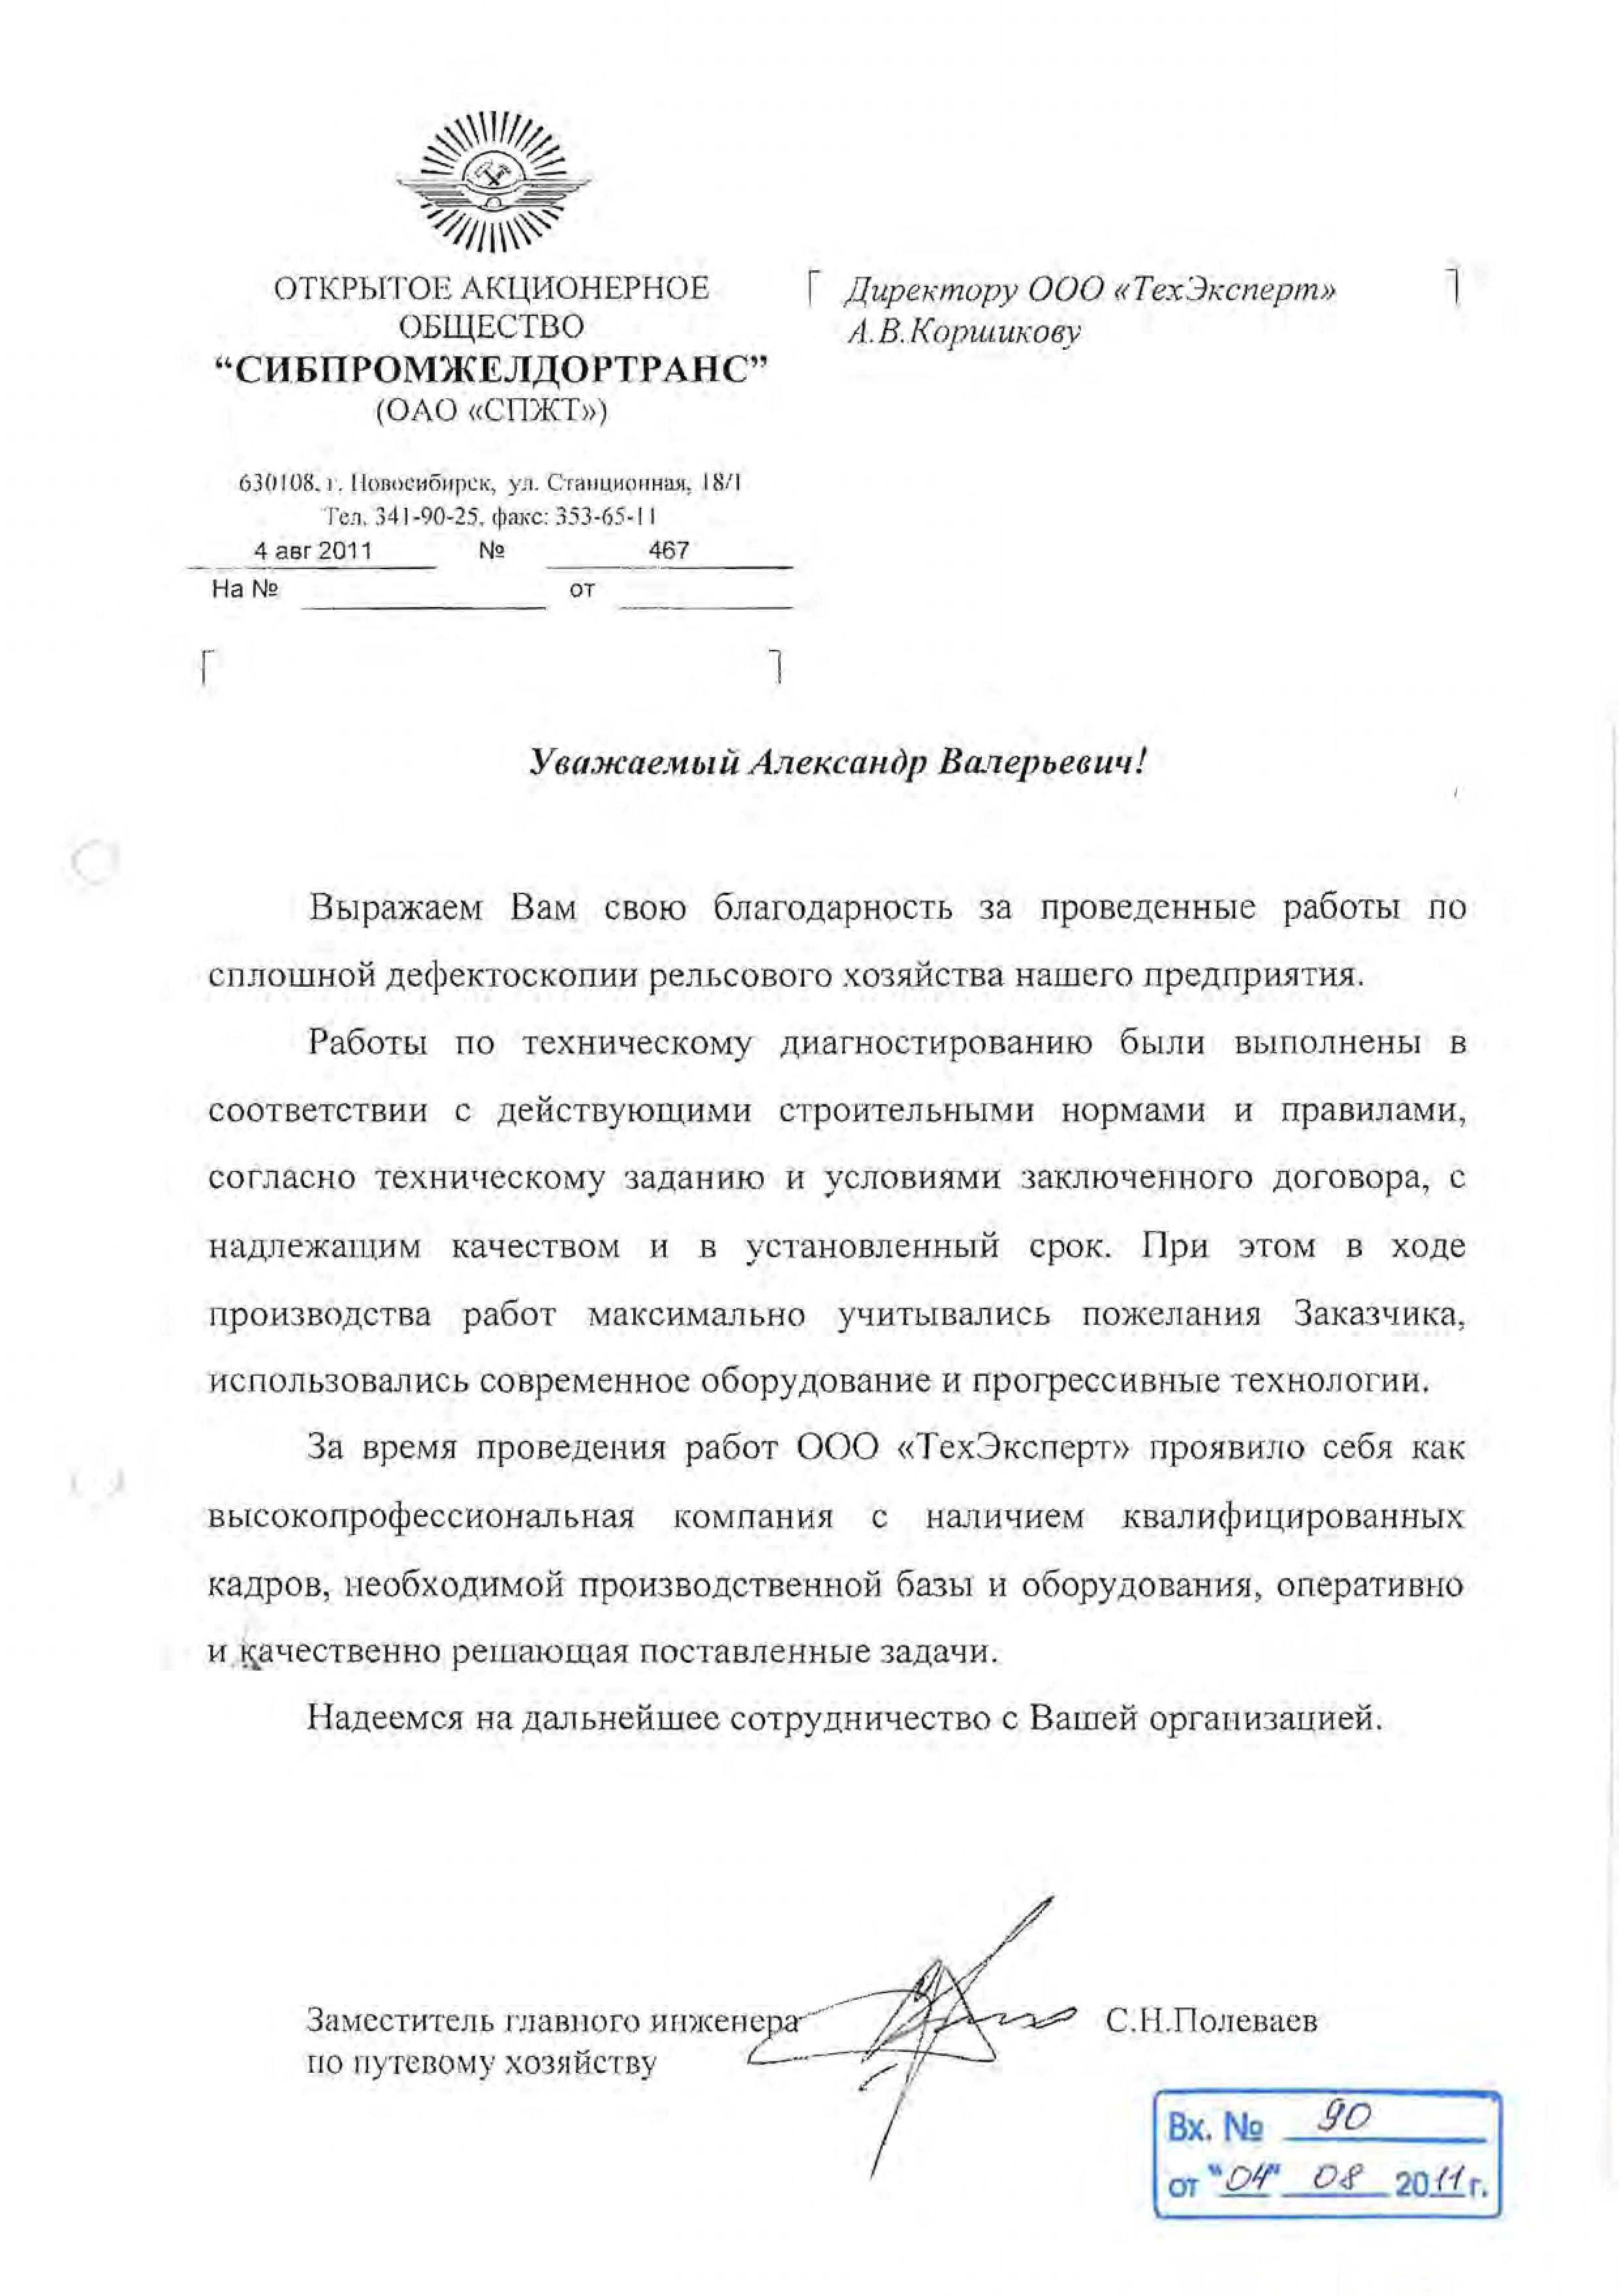 ОТКРЫТОЕ АКЦИОНЕРНОЕ
ОБЩЕСТВО
“СИБПРОМЖЕЛДОРТРАНС”
(ОАО «СПЖТ»)
630108, г. Новосибирск, ул. Станционная, 18/1
Тел. 341-90-25, факс: 353-65-11
4 авг 2011 № 467
На № от
Директору ООО «ТехЭксперт»
А.В.Коршикову
Уважаемый Александр Валерьевич!
Выражаем Вам свою благодарность за проведенные работы по
сплошной дефектоскопии рельсового хозяйства нашего предприятия.
Работы по техническому диагностированию были выполнены в
соответствии с действующими строительными нормами и правилами,
согласно техническому заданию и условиями заключенного договора, с
надлежащим качеством и в установленный срок. При этом в ходе
производства работ максимально учитывались пожелания Заказчика,
использовались современное оборудование и прогрессивные технологии.
За время проведения работ ООО «ТехЭксперт» проявило себя как
высокопрофессиональная компания с наличием квалифицированных
кадров, необходимой производственной базы и оборудования, оперативно
и качественно решающая поставленные задачи.
Надеемся на дальнейшее сотрудничество с Вашей организацией.
Заместитель главного инженера С.Н.Полеваев
по путевому хозяйству
Вх. № 90
от "04" 08 2011 г.